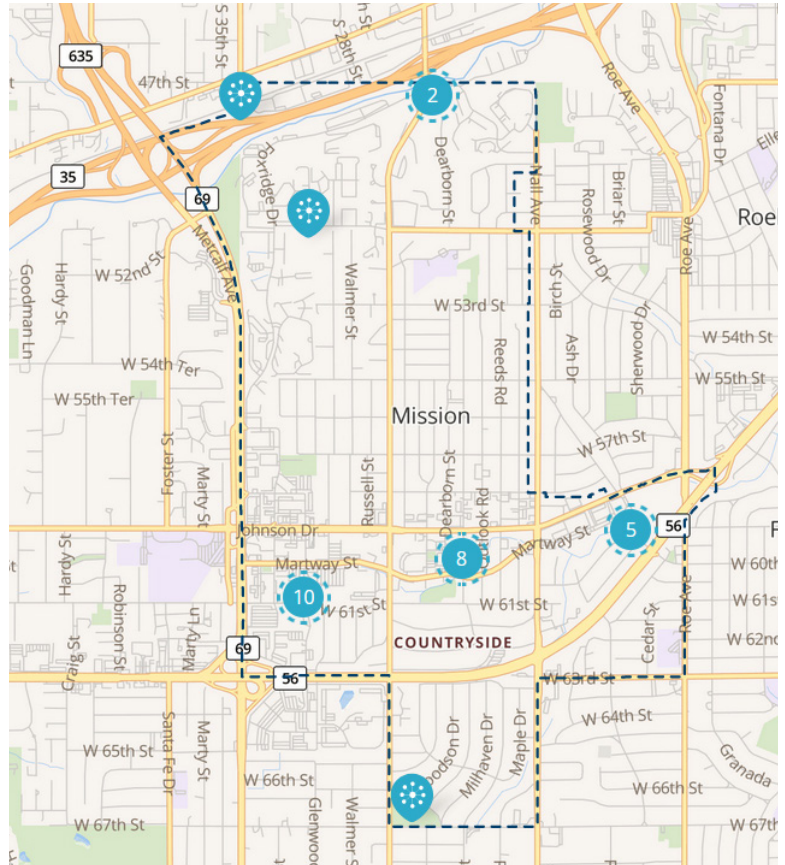 S 35th St
S 28th St
635
47th St
2
Roe Ave
Fontana Dr
35
69
Foxridge Dr
Dearborn St
Nall Ave
Briar St
Rosewood Dr
Roe
Metcalf Ave
W 52nd St
Hardy St
Goodman Ln
Walmer St
W 53rd St
Birch St
Roe Ave
Sherwood Dr
Ash Dr
Reeds Rd
W 54th St
W 54th Ter
W 55th St
W 55th Ter
Mission
Foster St
Marty St
W 57th St
Russell St
Dearborn St
Outlook Rd
Johnson Dr
5
56
Martway St
Martway St
8
Hardy St
W 60th
10
W 61st St
W 61st St
W 61s
Robinson St
Marty Ln
Cedar St
Roe Ave
W 62n
COUNTRYSIDE
69
Craig St
56
W 63rd St
Santa Fe Dr
Marty St
Woodson Dr
Milhaven Dr
Maple Dr
W 64th St
W 65th St
Granada
W 66th St
W 66th St
Glenwoo
Walmer S
W 67th St
W 67th